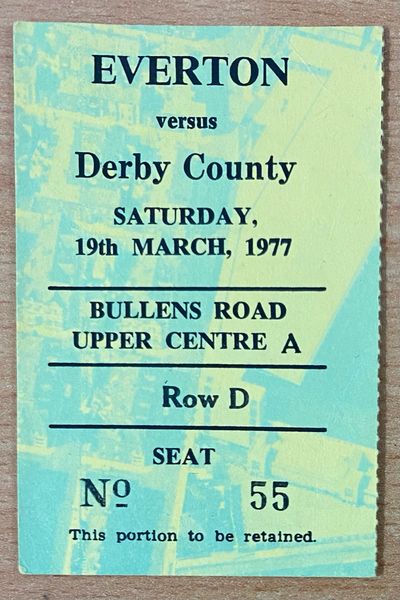 EVERTON
versus
Derby County
SATURDAY,
19th MARCH, 1977
BULLENS ROAD
UPPER CENTRE A
Row D
SEAT
Nº 55
This portion to be retained.